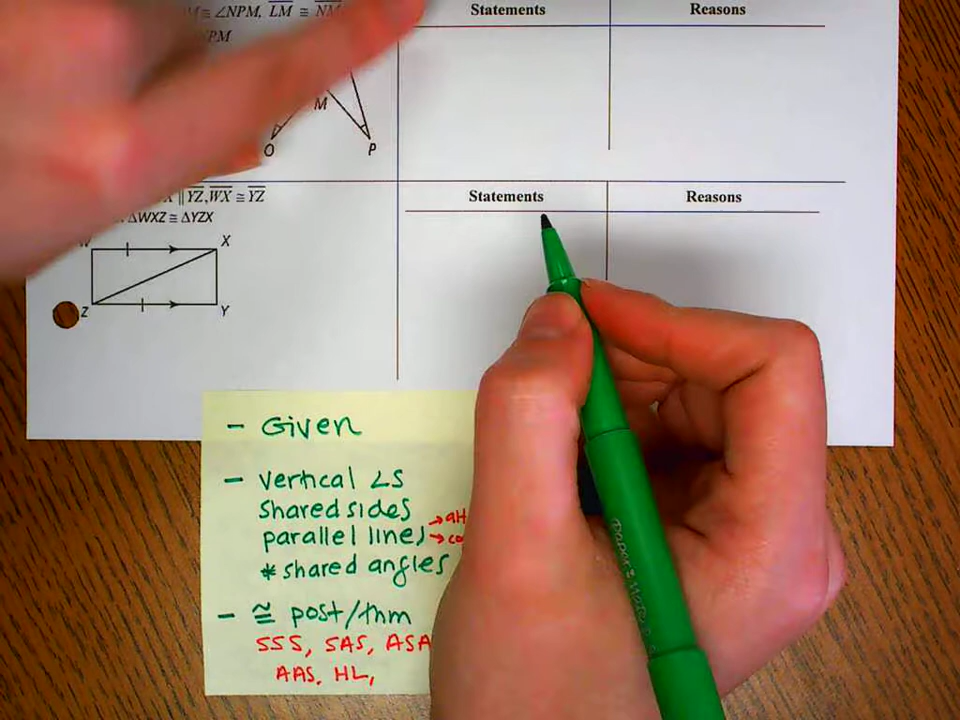 ≅ ∠NPM, LM ≅ NM
PM
Statements Reasons
M
O P
∥ YZ, WX ≅ YZ
ΔWXZ ≅ ΔYZX
Statements Reasons
X
Z Y
- Given
- vertical ∠S
shared sides
parallel lines
* shared angles
- ≅ post/thm
SSS, SAS, ASA
AAS, HL,